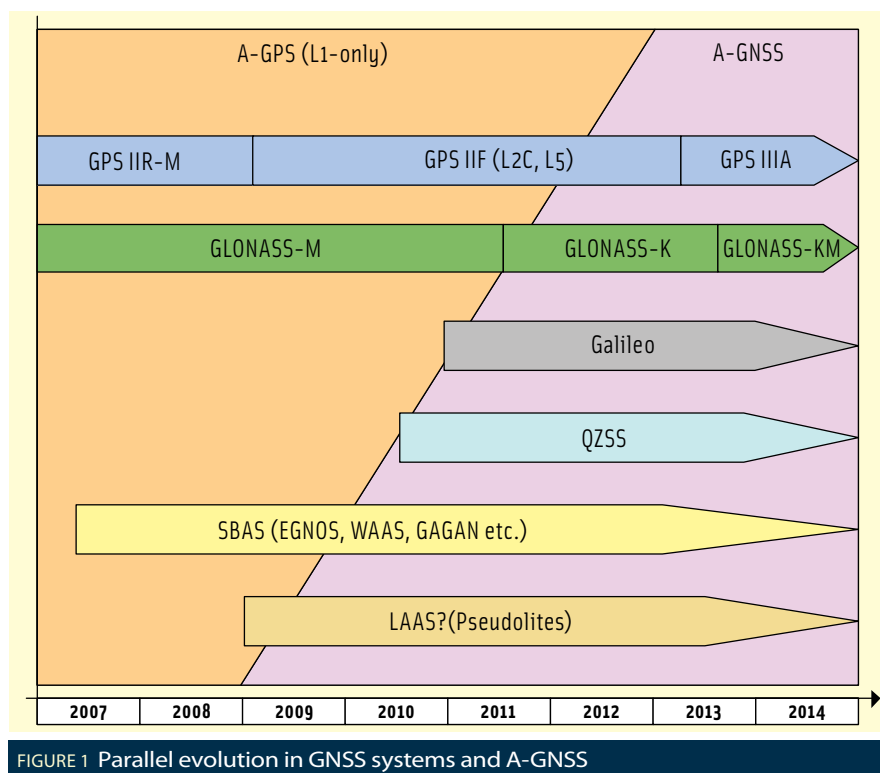 A-GPS (L1-only)
A-GNSS
GPS IIR-M
GPS IIF (L2C, L5)
GPS IIIA
GLONASS-M
GLONASS-K
GLONASS-KM
Galileo
QZSS
SBAS (EGNOS, WAAS, GAGAN etc.)
LAAS?(Pseudolites)
2007 2008 2009 2010 2011 2012 2013 2014
FIGURE 1 Parallel evolution in GNSS systems and A-GNSS